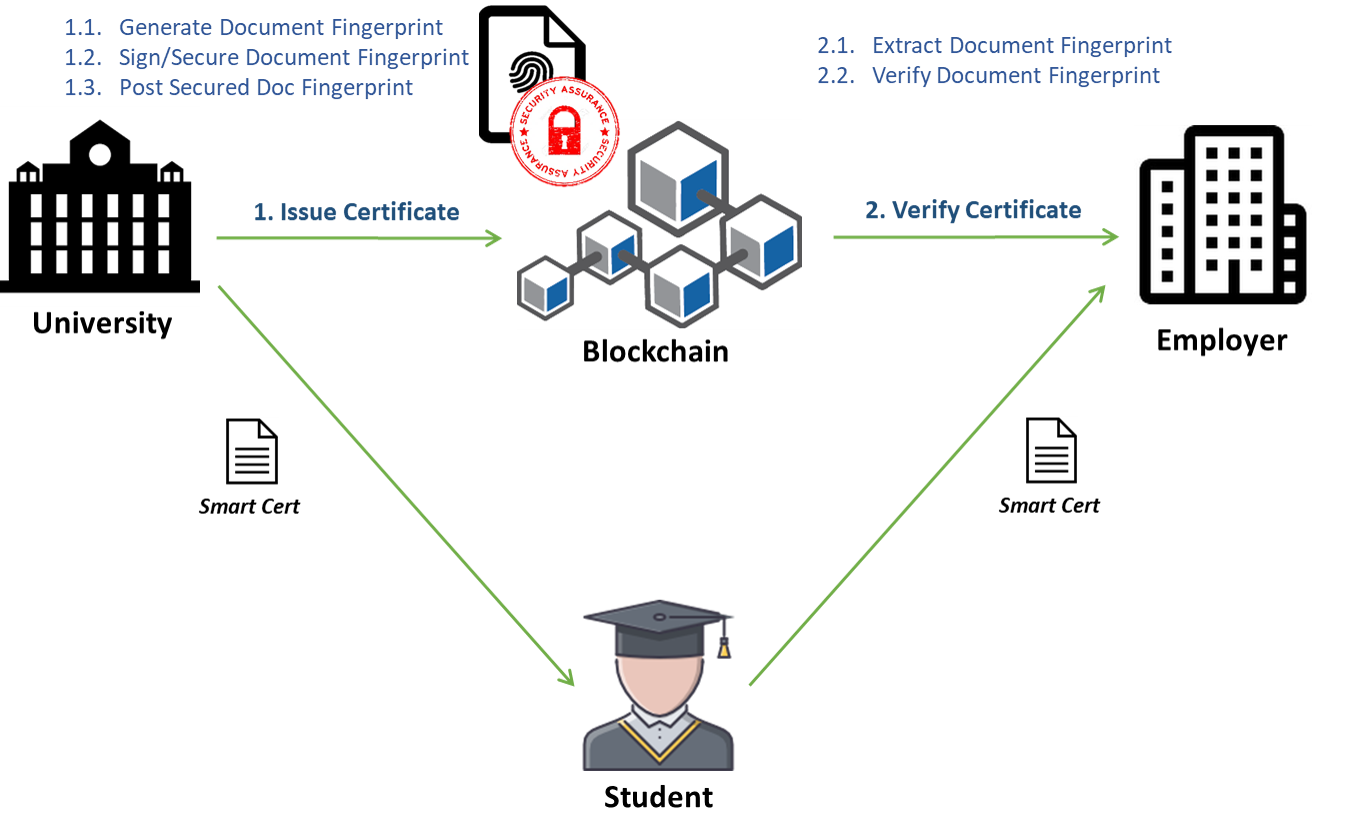 1.1. Generate Document Fingerprint
1.2. Sign/Secure Document Fingerprint
1.3. Post Secured Doc Fingerprint
2.1. Extract Document Fingerprint
2.2. Verify Document Fingerprint
SECURITY ASSURANCE
SECURITY ASSURANCE
1. Issue Certificate
2. Verify Certificate
University
Blockchain
Employer
Smart Cert
Smart Cert
Student